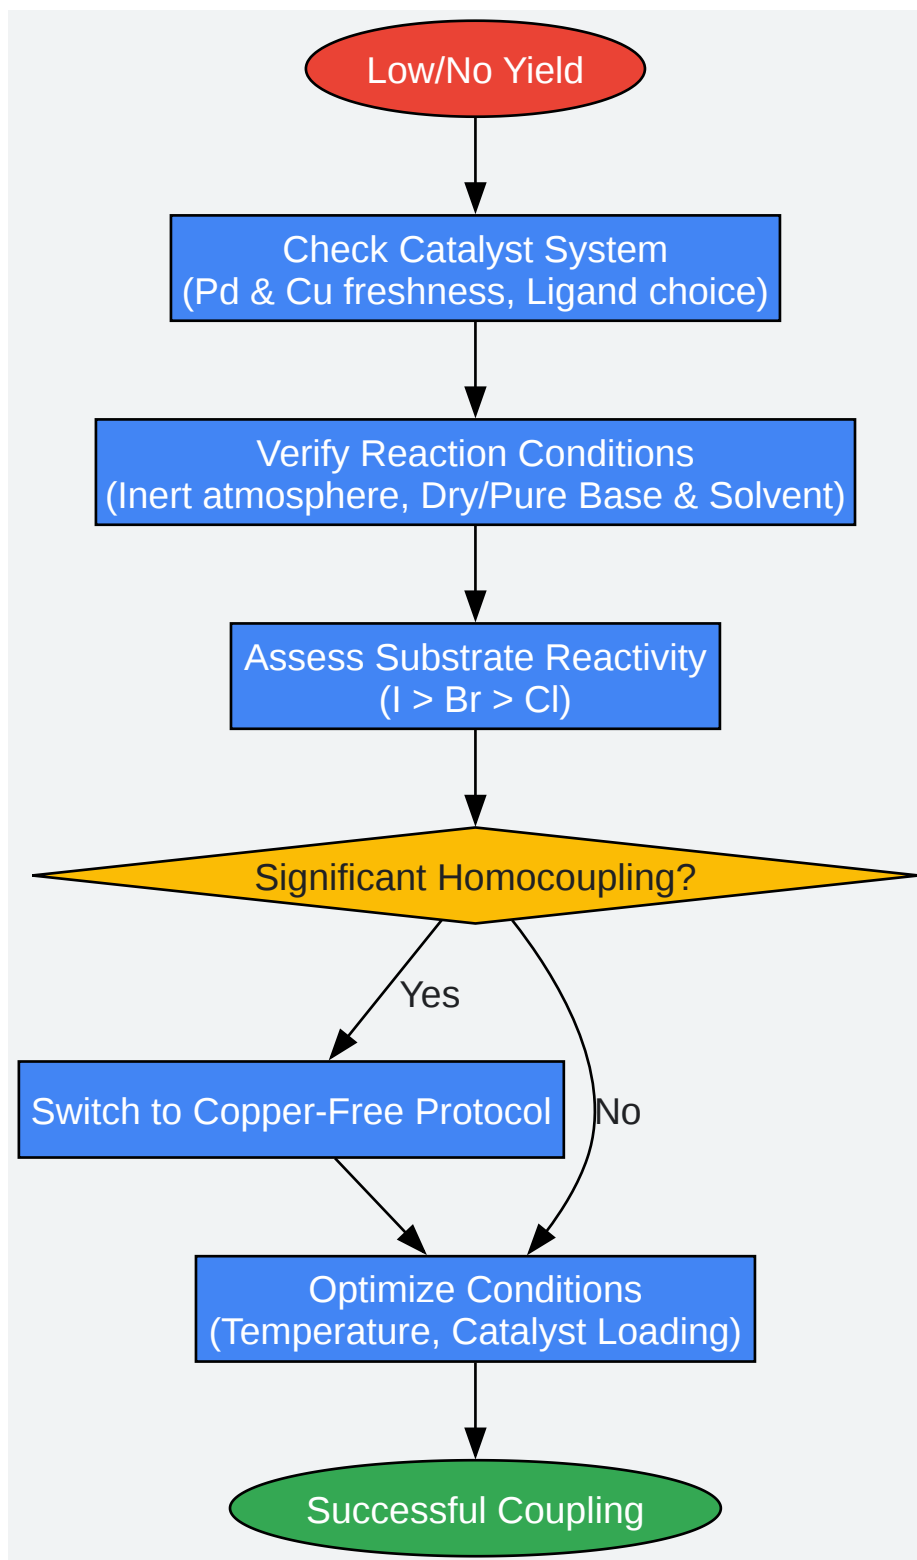 Low/No Yield
Check Catalyst System
(Pd & Cu freshness, Ligand choice)
Verify Reaction Conditions
(Inert atmosphere, Dry/Pure Base & Solvent)
Assess Substrate Reactivity
(I > Br > Cl)
Significant Homocoupling?
Yes
Switch to Copper-Free Protocol
No
Optimize Conditions
(Temperature, Catalyst Loading)
Successful Coupling